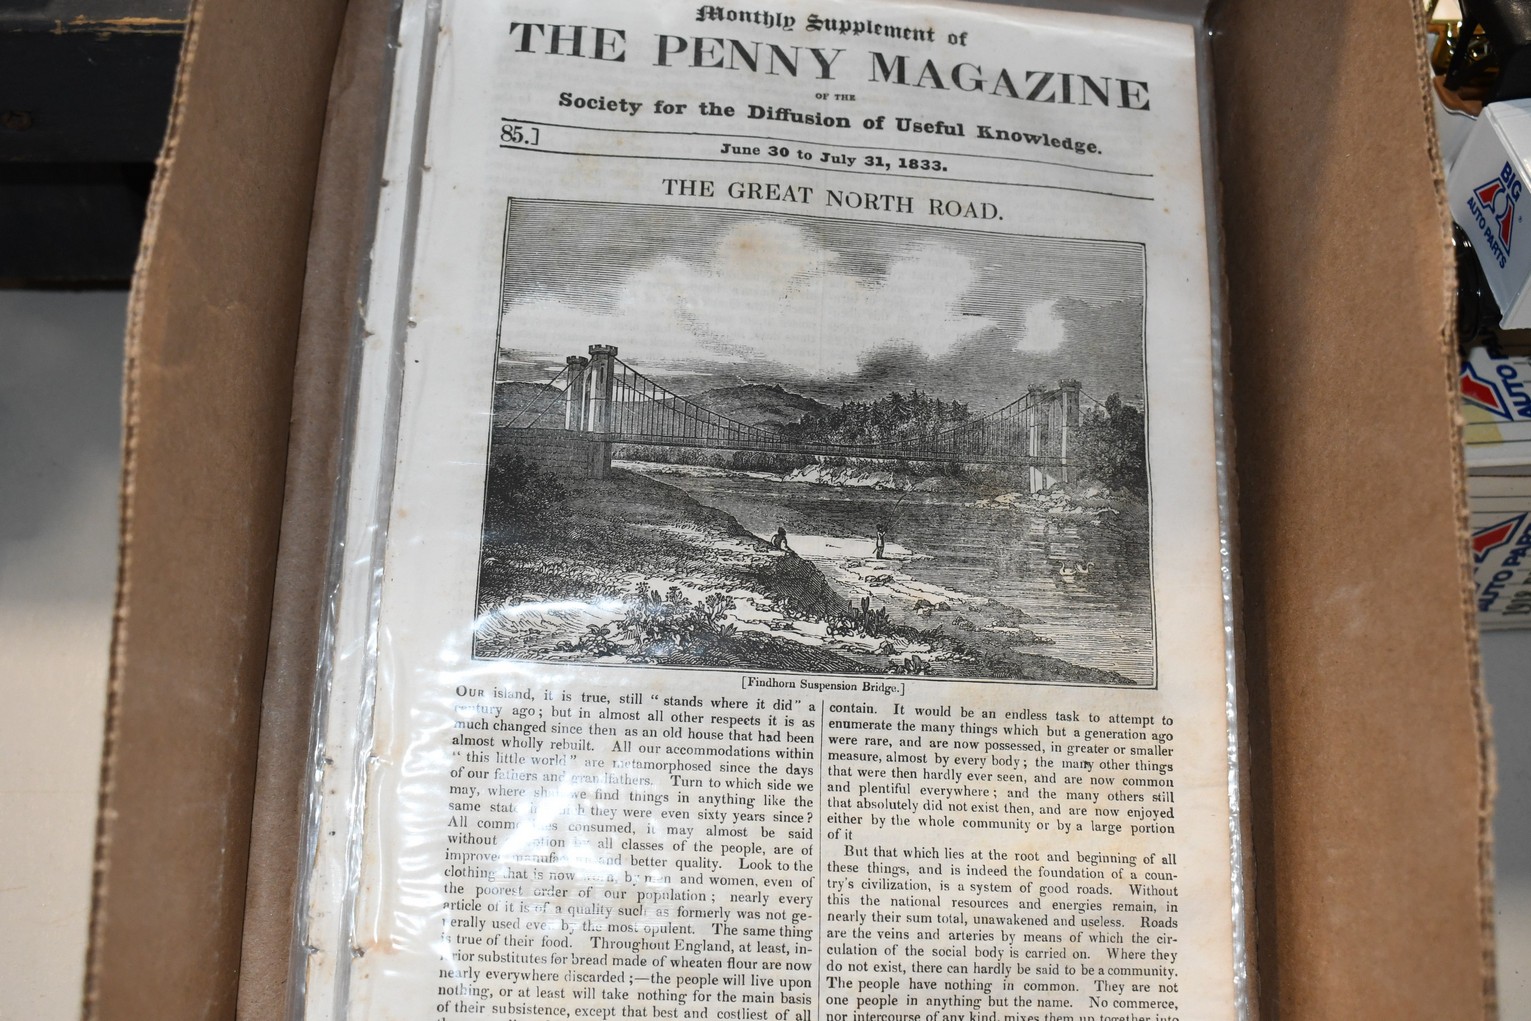 Monthly Supplement of
THE PENNY MAGAZINE
OF THE
Society for the Diffusion of Useful Knowledge.
85.]
June 30 to July 31, 1833.
THE GREAT NORTH ROAD.
[Findhorn Suspension Bridge.]
OUR island, it is true, still " stands where it did" a
ago; but in almost all other respects it is as
much changed since then as an old house that had been
almost wholly rebuilt. All our accommodations within
" this little world" are metamorphosed since the days
of our fathers and grandfathers. Turn to which side we
may, where we find things in anything like the
same state they were even sixty years since?
All consumed, it may almost be said
without by all classes of the people, are of
and better quality. Look to the
clothing that is now by men and women, even of
the poorest order of our population; nearly every
article of it is of a quality such as formerly was not ge-
nerally used even by the most opulent. The same thing
is true of their food. Throughout England, at least, in-
ferior substitutes for bread made of wheaten flour are now
nearly everywhere discarded;—the people will live upon
nothing, or at least will take nothing for the main basis
of their subsistence, except that best and costliest of all
contain. It would be an endless task to attempt to
enumerate the many things which but a generation ago
were rare, and are now possessed, in greater or smaller
measure, almost by every body; the many other things
that were then hardly ever seen, and are now common
and plentiful everywhere; and the many others still
that absolutely did not exist then, and are now enjoyed
either by the whole community or by a large portion
of it
But that which lies at the root and beginning of all
these things, and is indeed the foundation of a coun-
try's civilization, is a system of good roads. Without
this the national resources and energies remain, in
nearly their sum total, unawakened and useless. Roads
are the veins and arteries by means of which the cir-
culation of the social body is carried on. Where they
do not exist, there can hardly be said to be a community.
The people have nothing in common. They are not
one people in anything but the name. No commerce,
nor intercourse of any kind, mixes them up together into
BIG
AUTO PARTS
AUTO
AUTO PARTS